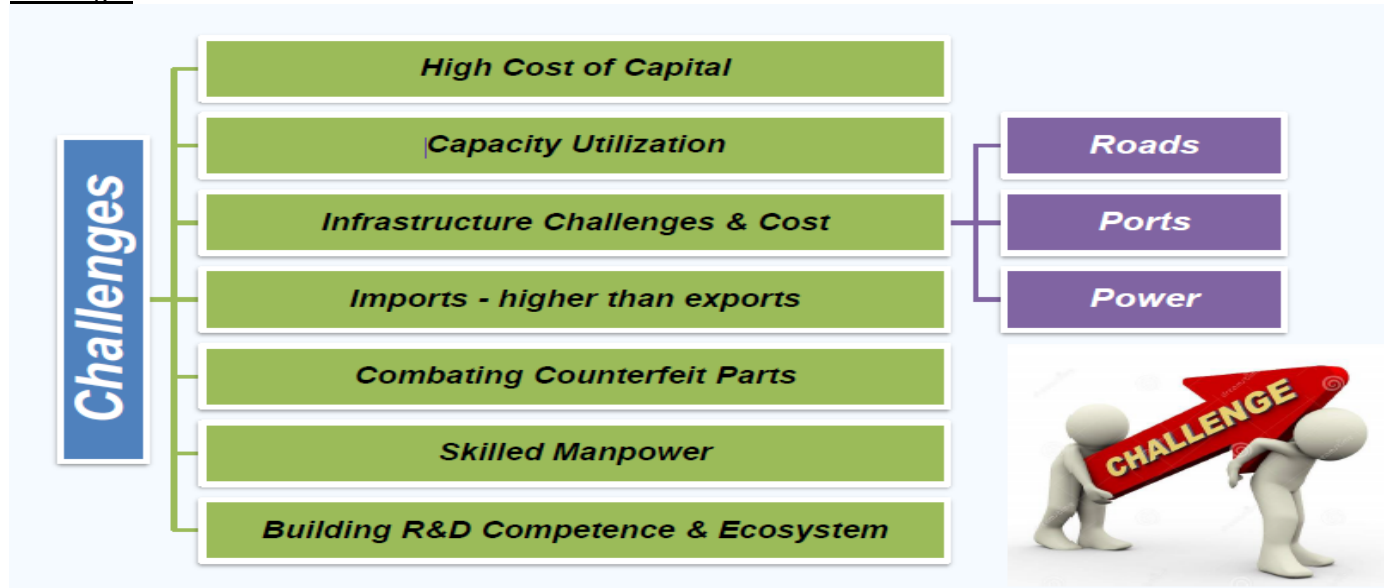 Challenges
High Cost of Capital
Capacity Utilization
Infrastructure Challenges & Cost
Imports - higher than exports
Combating Counterfeit Parts
Skilled Manpower
Building R&D Competence & Ecosystem
Roads
Ports
Power
CHALLENGE